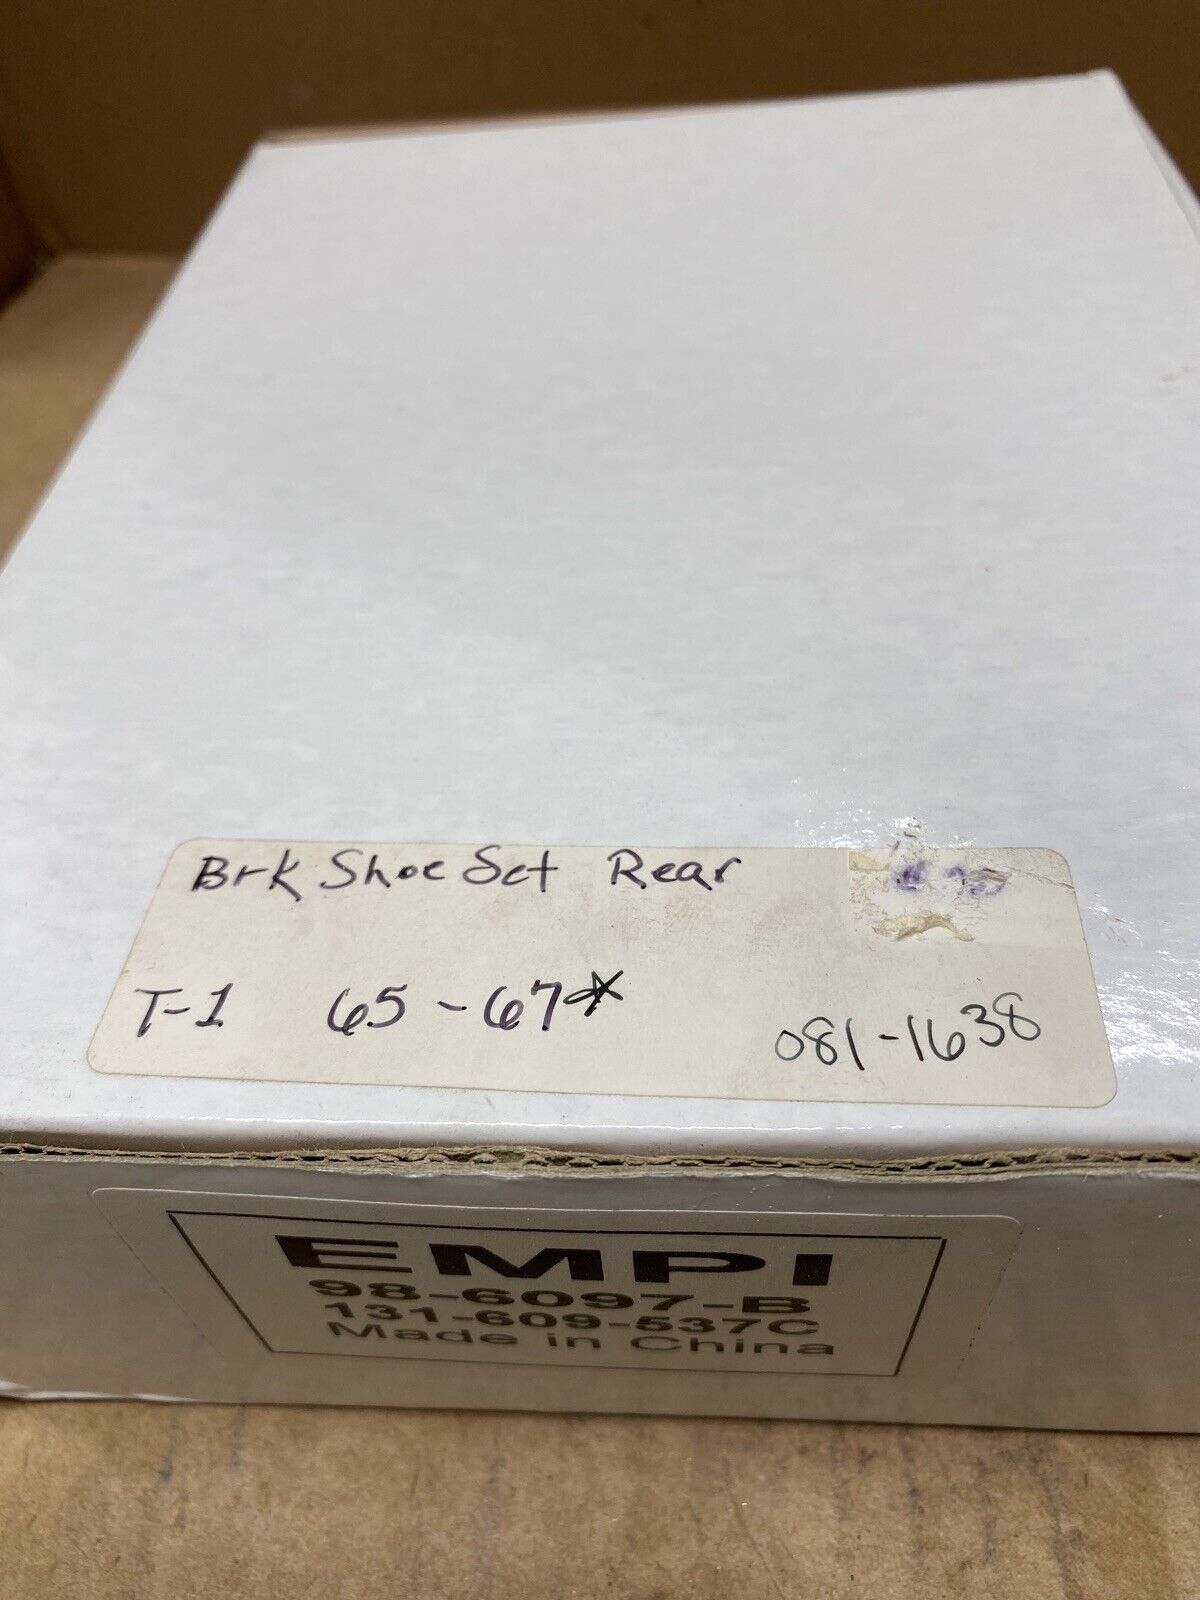 Brk Shoe Set Rear
T-1 65-67*
081-1638
EMPI
98-6097-B
131-609-537C
Made in China